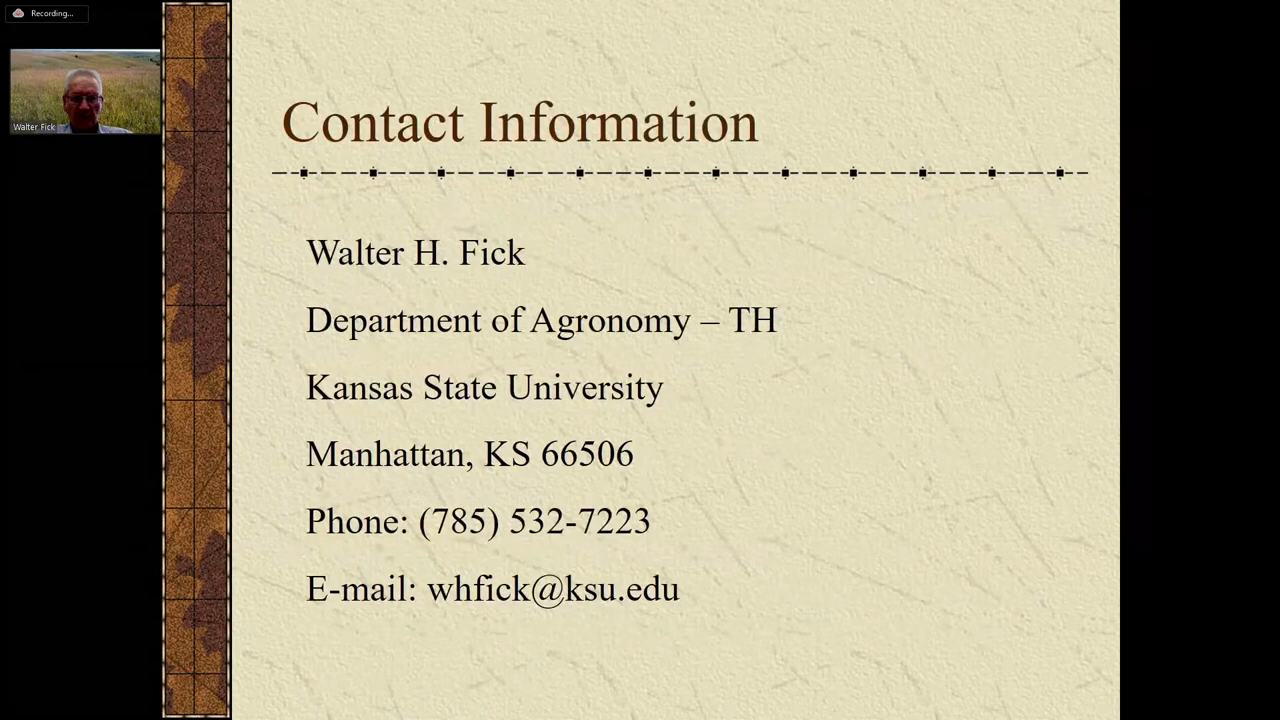 Recording...
Walter Fick
Contact Information
Walter H. Fick
Department of Agronomy – TH
Kansas State University
Manhattan, KS 66506
Phone: (785) 532-7223
E-mail: whfick@ksu.edu